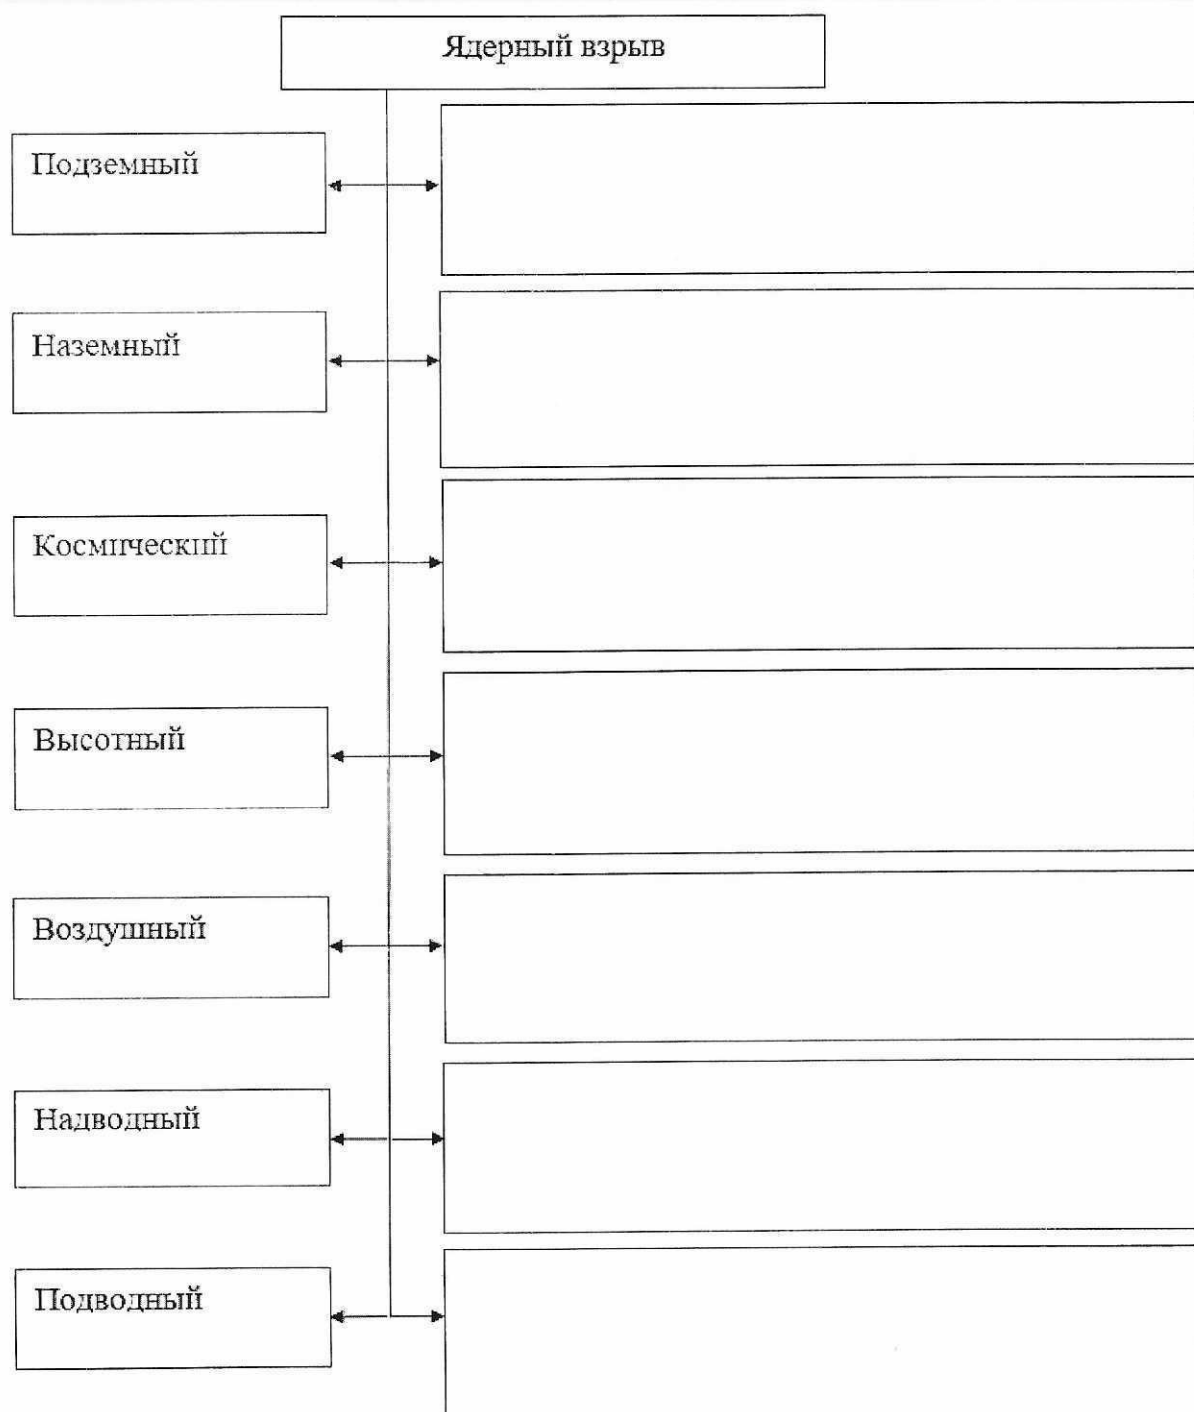 Ядерный взрыв
Подземный
Наземный
Космический
Высотный
Воздушный
Надводный
Подводный